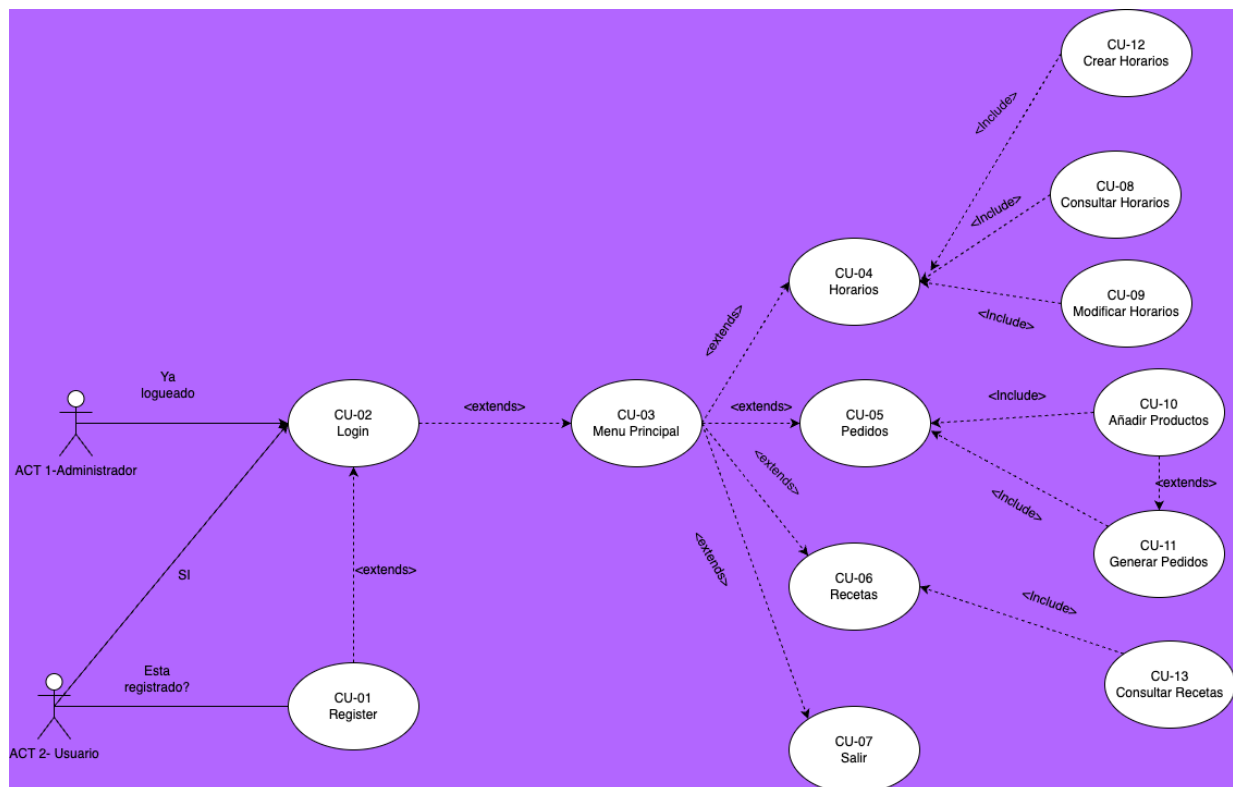 CU-12
Crear Horarios
<Include>
CU-08
Consultar Horarios
<Include>
CU-04
Horarios
CU-09
Modificar Horarios
<Include>
<extends>
Ya
logueado
ACT 1-Administrador
CU-02
Login
<extends>
CU-03
Menu Principal
<extends>
CU-05
Pedidos
<Include>
CU-10
Añadir Productos
<extends>
<extends>
<Include>
CU-11
Generar Pedidos
<extends>
SI
<extends>
CU-06
Recetas
<Include>
CU-13
Consultar Recetas
Esta
registrado?
CU-01
Register
ACT 2- Usuario
CU-07
Salir